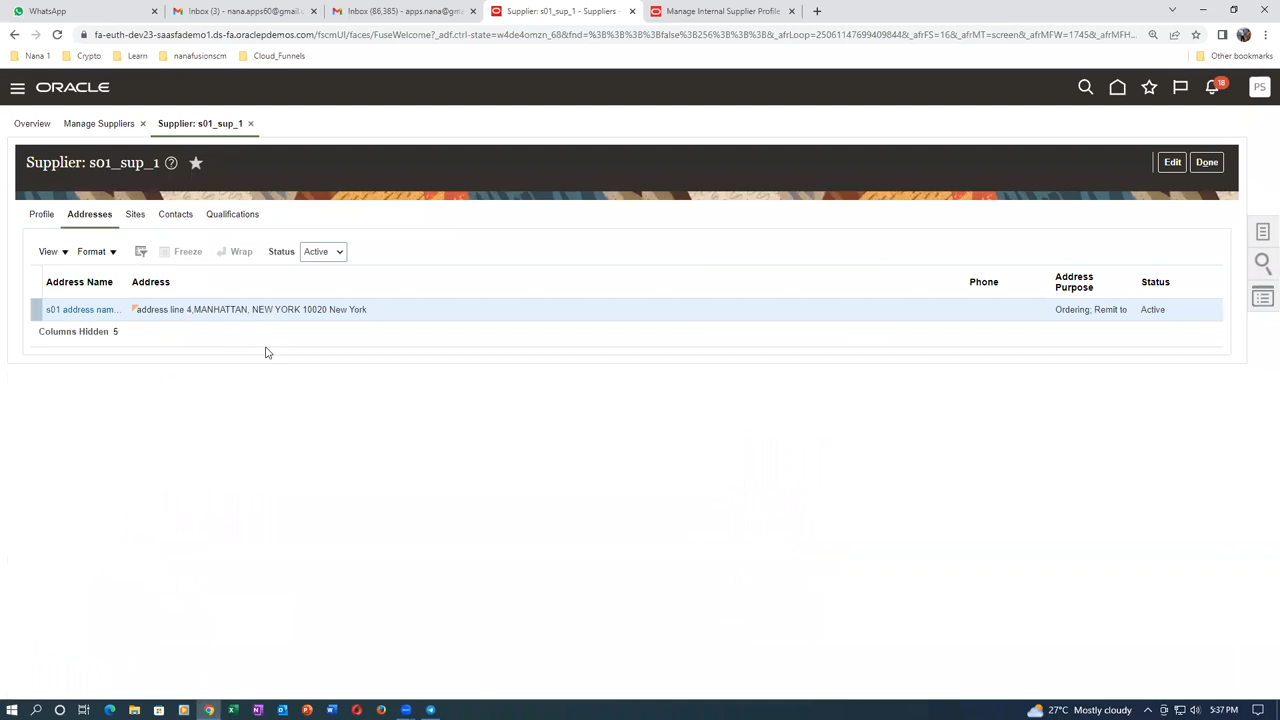 WhatsApp
Inbox (3) - nana.apps60@gmail.c
Inbox (86,385) - apps.nana@gma
Supplier: s01_sup_1 - Suppliers -
Manage Internal Supplier Profile
fa-euth-dev23-saasfademo1.ds-fa.oraclepdemos.com/fscmUI/faces/FuseWelcome?_adf.ctrl-state=w4de4omzn_68&fnd=%3B%3B%3B%3Bfalse%3B256%3B%3B%3B&_afrLoop=25061147699409844&_afrFS=16&_afrMT=screen&_afrMFW=1745&_afrMFH...
Nana 1
Crypto
Learn
nanafusionscm
Cloud_Funnels
Other bookmarks
ORACLE
18
PS
Overview
Manage Suppliers
Supplier: s01_sup_1
Supplier: s01_sup_1
Edit
Done
Profile
Addresses
Sites
Contacts
Qualifications
View
Format
Freeze
Wrap
Status
Active
Address Name
Address
Phone
Address
Purpose
Status
s01 address nam...
address line 4,MANHATTAN, NEW YORK 10020 New York
Ordering; Remit to
Active
Columns Hidden 5
27°C Mostly cloudy
5:37 PM